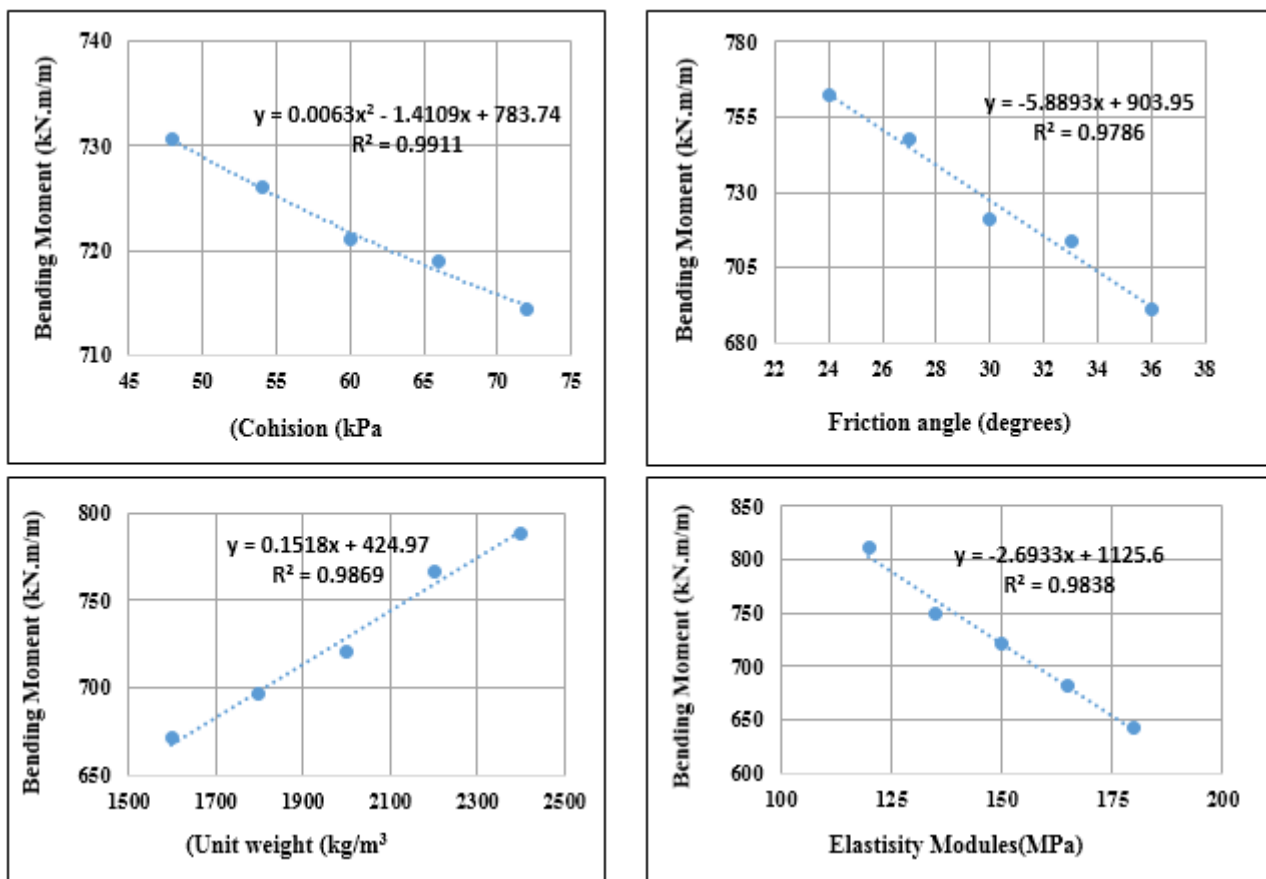 Bending Moment (kN.m/m)
740
730
720
710
y = 0.0063x² - 1.4109x + 783.74
R² = 0.9911
45 50 55 60 65 70 75
(Cohision (kPa
Bending Moment (kN.m/m)
780
755
730
705
680
y = -5.8893x + 903.95
R² = 0.9786
22 24 26 28 30 32 34 36 38
Friction angle (degrees)
Bending Moment (kN.m/m)
800
750
700
650
y = 0.1518x + 424.97
R² = 0.9869
1500 1700 1900 2100 2300 2500
(Unit weight (kg/m³
Bending Moment (kN.m/m)
850
800
750
700
650
600
y = -2.6933x + 1125.6
R² = 0.9838
100 125 150 175 200
Elastisity Modules(MPa)